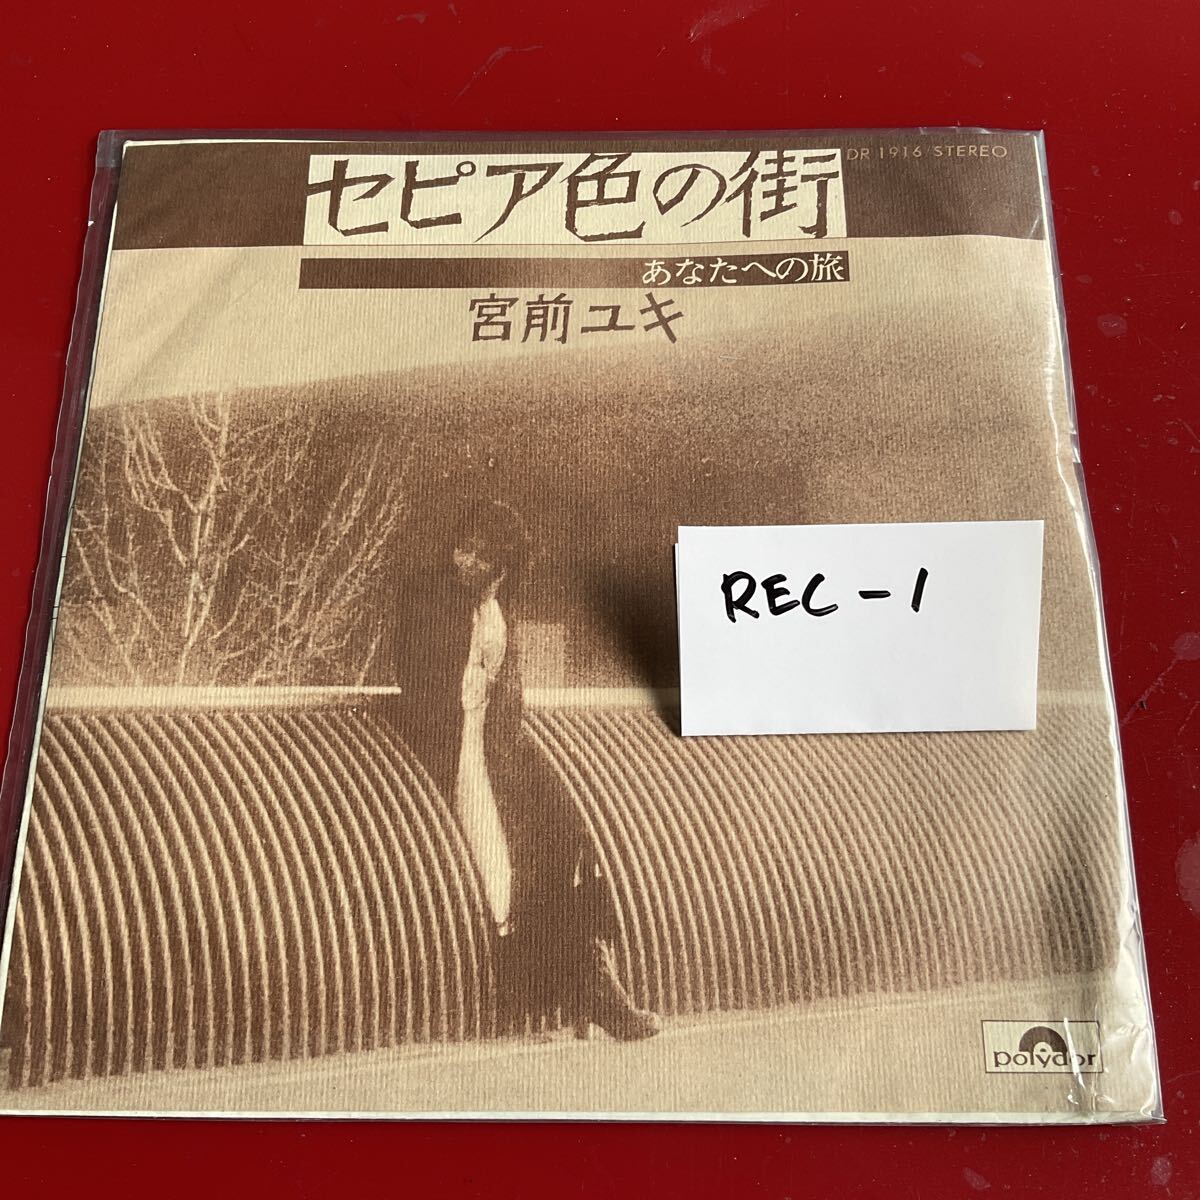 セピア色の街
DR 1916/STEREO
あなたへの旅
宮前ユキ
REC-1
polydor